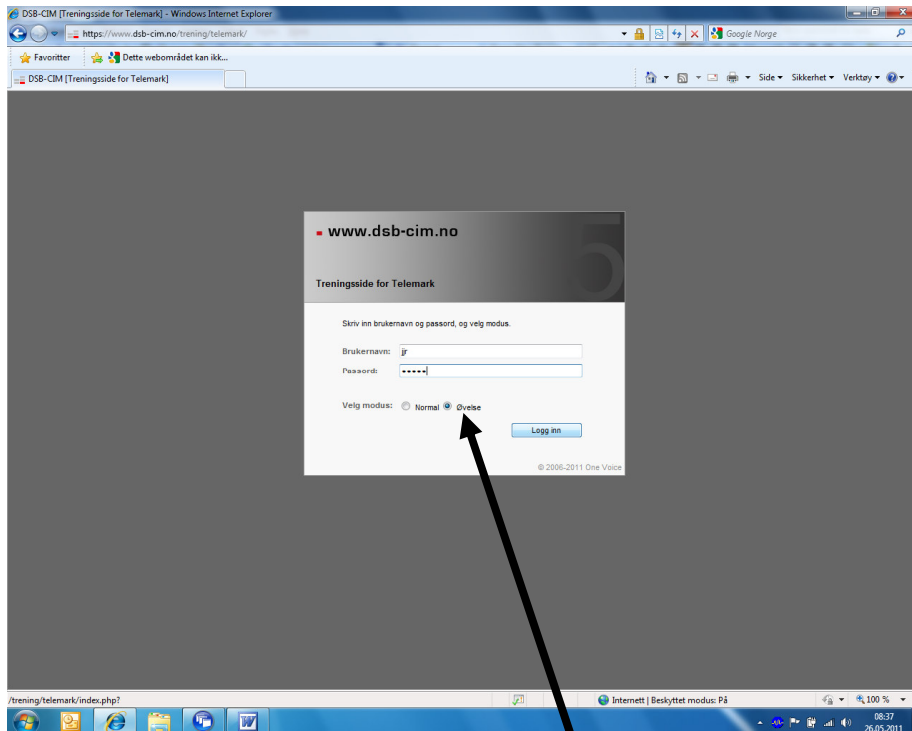 DSB-CIM [Treningsside for Telemark] - Windows Internet Explorer
https://www.dsb-cim.no/trening/telemark/
Google Norge
Favoritter
Dette webområdet kan ikk...
DSB-CIM [Treningsside for Telemark]
Side
Sikkerhet
Verktøy
5
www.dsb-cim.no
Treningsside for Telemark
Skriv inn brukernavn og passord, og velg modus.
Brukernavn: jr
Passord: •••••
Velg modus: Normal Øvelse
Logg inn
© 2006-2011 One Voice
/trening/telemark/index.php?
Internett | Beskyttet modus: På
100 %
08:37
26.05.2011